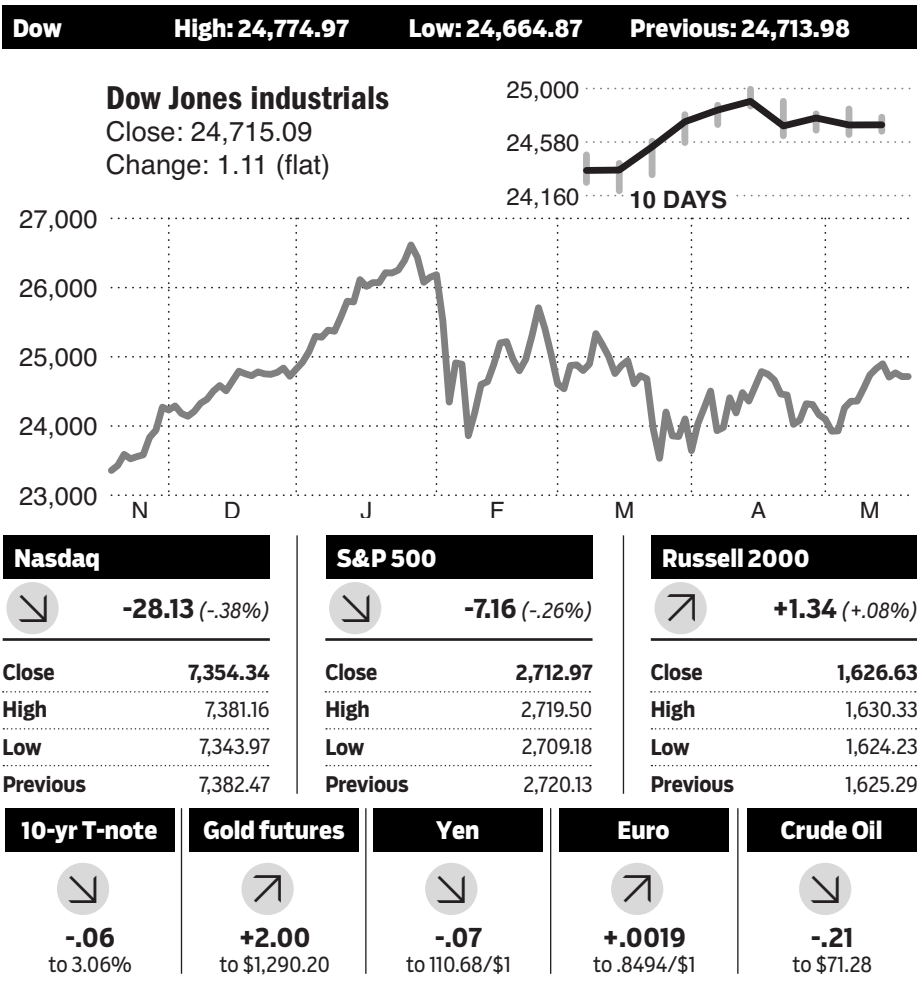 Dow High: 24,774.97 Low: 24,664.87 Previous: 24,713.98
Dow Jones industrials
Close: 24,715.09
Change: 1.11 (flat)
25,000
24,580
24,160
10 DAYS
27,000
26,000
25,000
24,000
23,000
N D J F M A M
Nasdaq
-28.13 (-.38%)
Close 7,354.34
High 7,381.16
Low 7,343.97
Previous 7,382.47
S&P 500
-7.16 (-.26%)
Close 2,712.97
High 2,719.50
Low 2,709.18
Previous 2,720.13
Russell 2000
+1.34 (+.08%)
Close 1,626.63
High 1,630.33
Low 1,624.23
Previous 1,625.29
10-yr T-note
-.06
to 3.06%
Gold futures
+2.00
to $1,290.20
Yen
-.07
to 110.68/$1
Euro
+.0019
to .8494/$1
Crude Oil
-.21
to $71.28